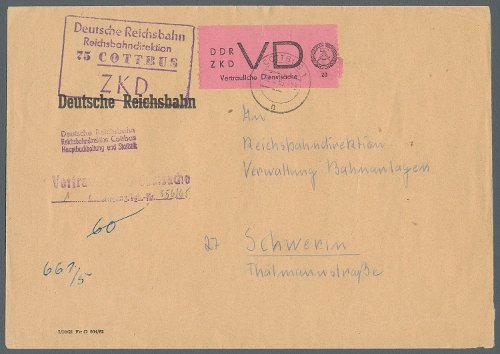 Deutsche Reichsbahn
Reichsbahndirektion
75 COTTBUS
ZKD
DDR
ZKD
VD
Vertrauliche Dienstsache
Deutsche Reichsbahn
Deutsche Reichsbahn
Reichsbahndirektion Cottbus
Hauptbuchhaltung und Statistik
An
Reichsbahndirektion
Verwaltung Bahnanlagen
27 Schwerin
Thälmannstraße
60